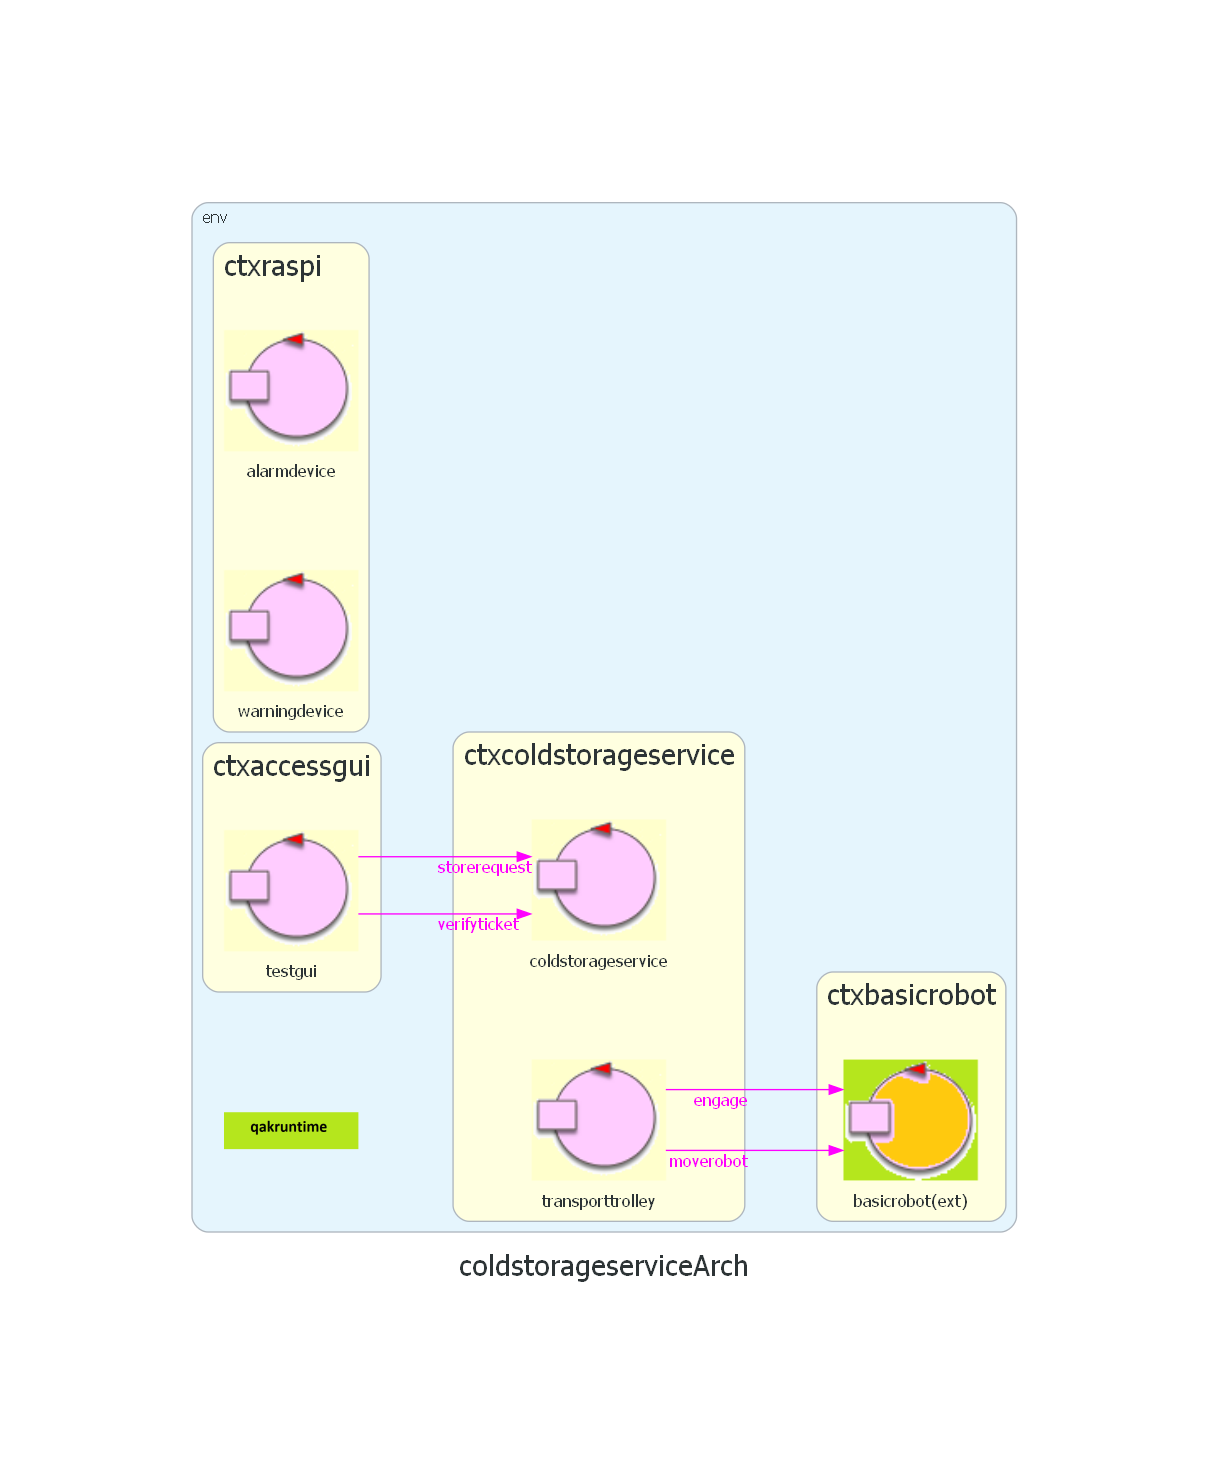 env
ctxraspi
alarmdevice
warningdevice
ctxaccessgui
testgui
ctxcoldstorageservice
storerequest
verifyticket
coldstorageservice
transporttrolley
engage
moverobot
ctxbasicrobot
basicrobot(ext)
qakruntime
coldstorageserviceArch